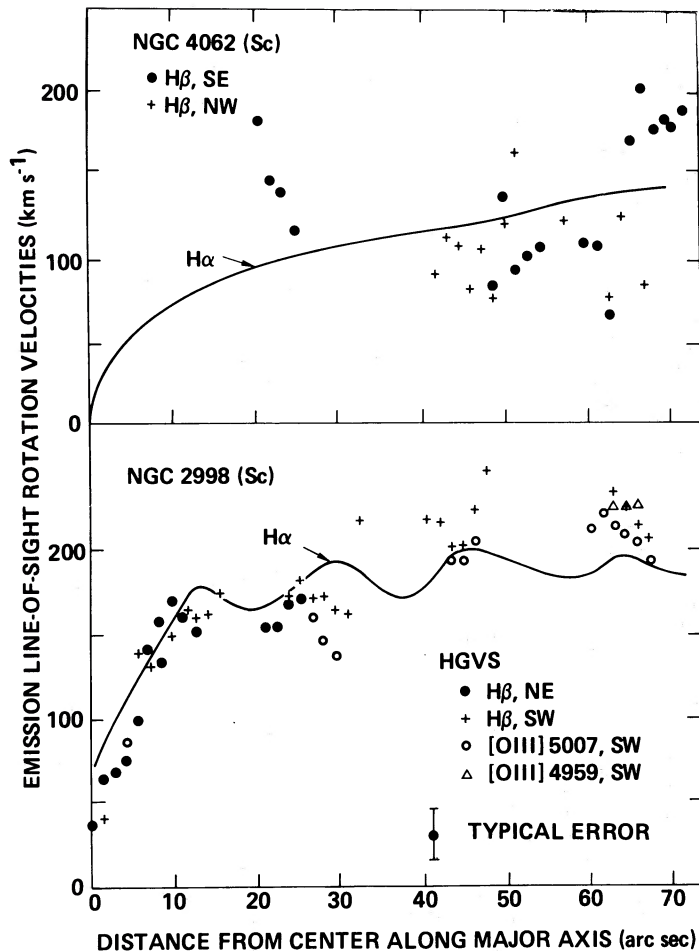 NGC 4062 (Sc)
● Hβ, SE
+ Hβ, NW
200
100
0
Hα
EMISSION LINE-OF-SIGHT ROTATION VELOCITIES (km s⁻¹)
NGC 2998 (Sc)
Hα
200
100
0
HGVS
● Hβ, NE
+ Hβ, SW
o [OIII] 5007, SW
△ [OIII] 4959, SW
TYPICAL ERROR
0 10 20 30 40 50 60 70
DISTANCE FROM CENTER ALONG MAJOR AXIS (arc sec)